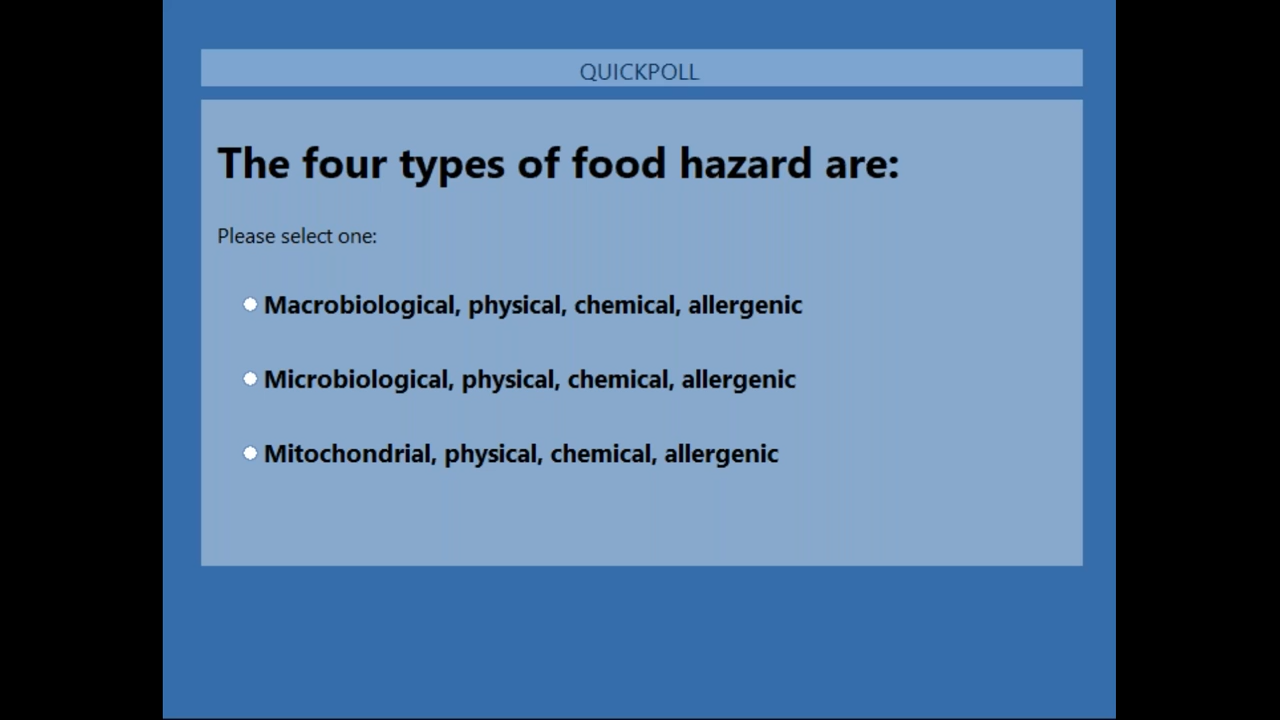 QUICKPOLL
The four types of food hazard are:
Please select one:
Macrobiological, physical, chemical, allergenic
Microbiological, physical, chemical, allergenic
Mitochondrial, physical, chemical, allergenic